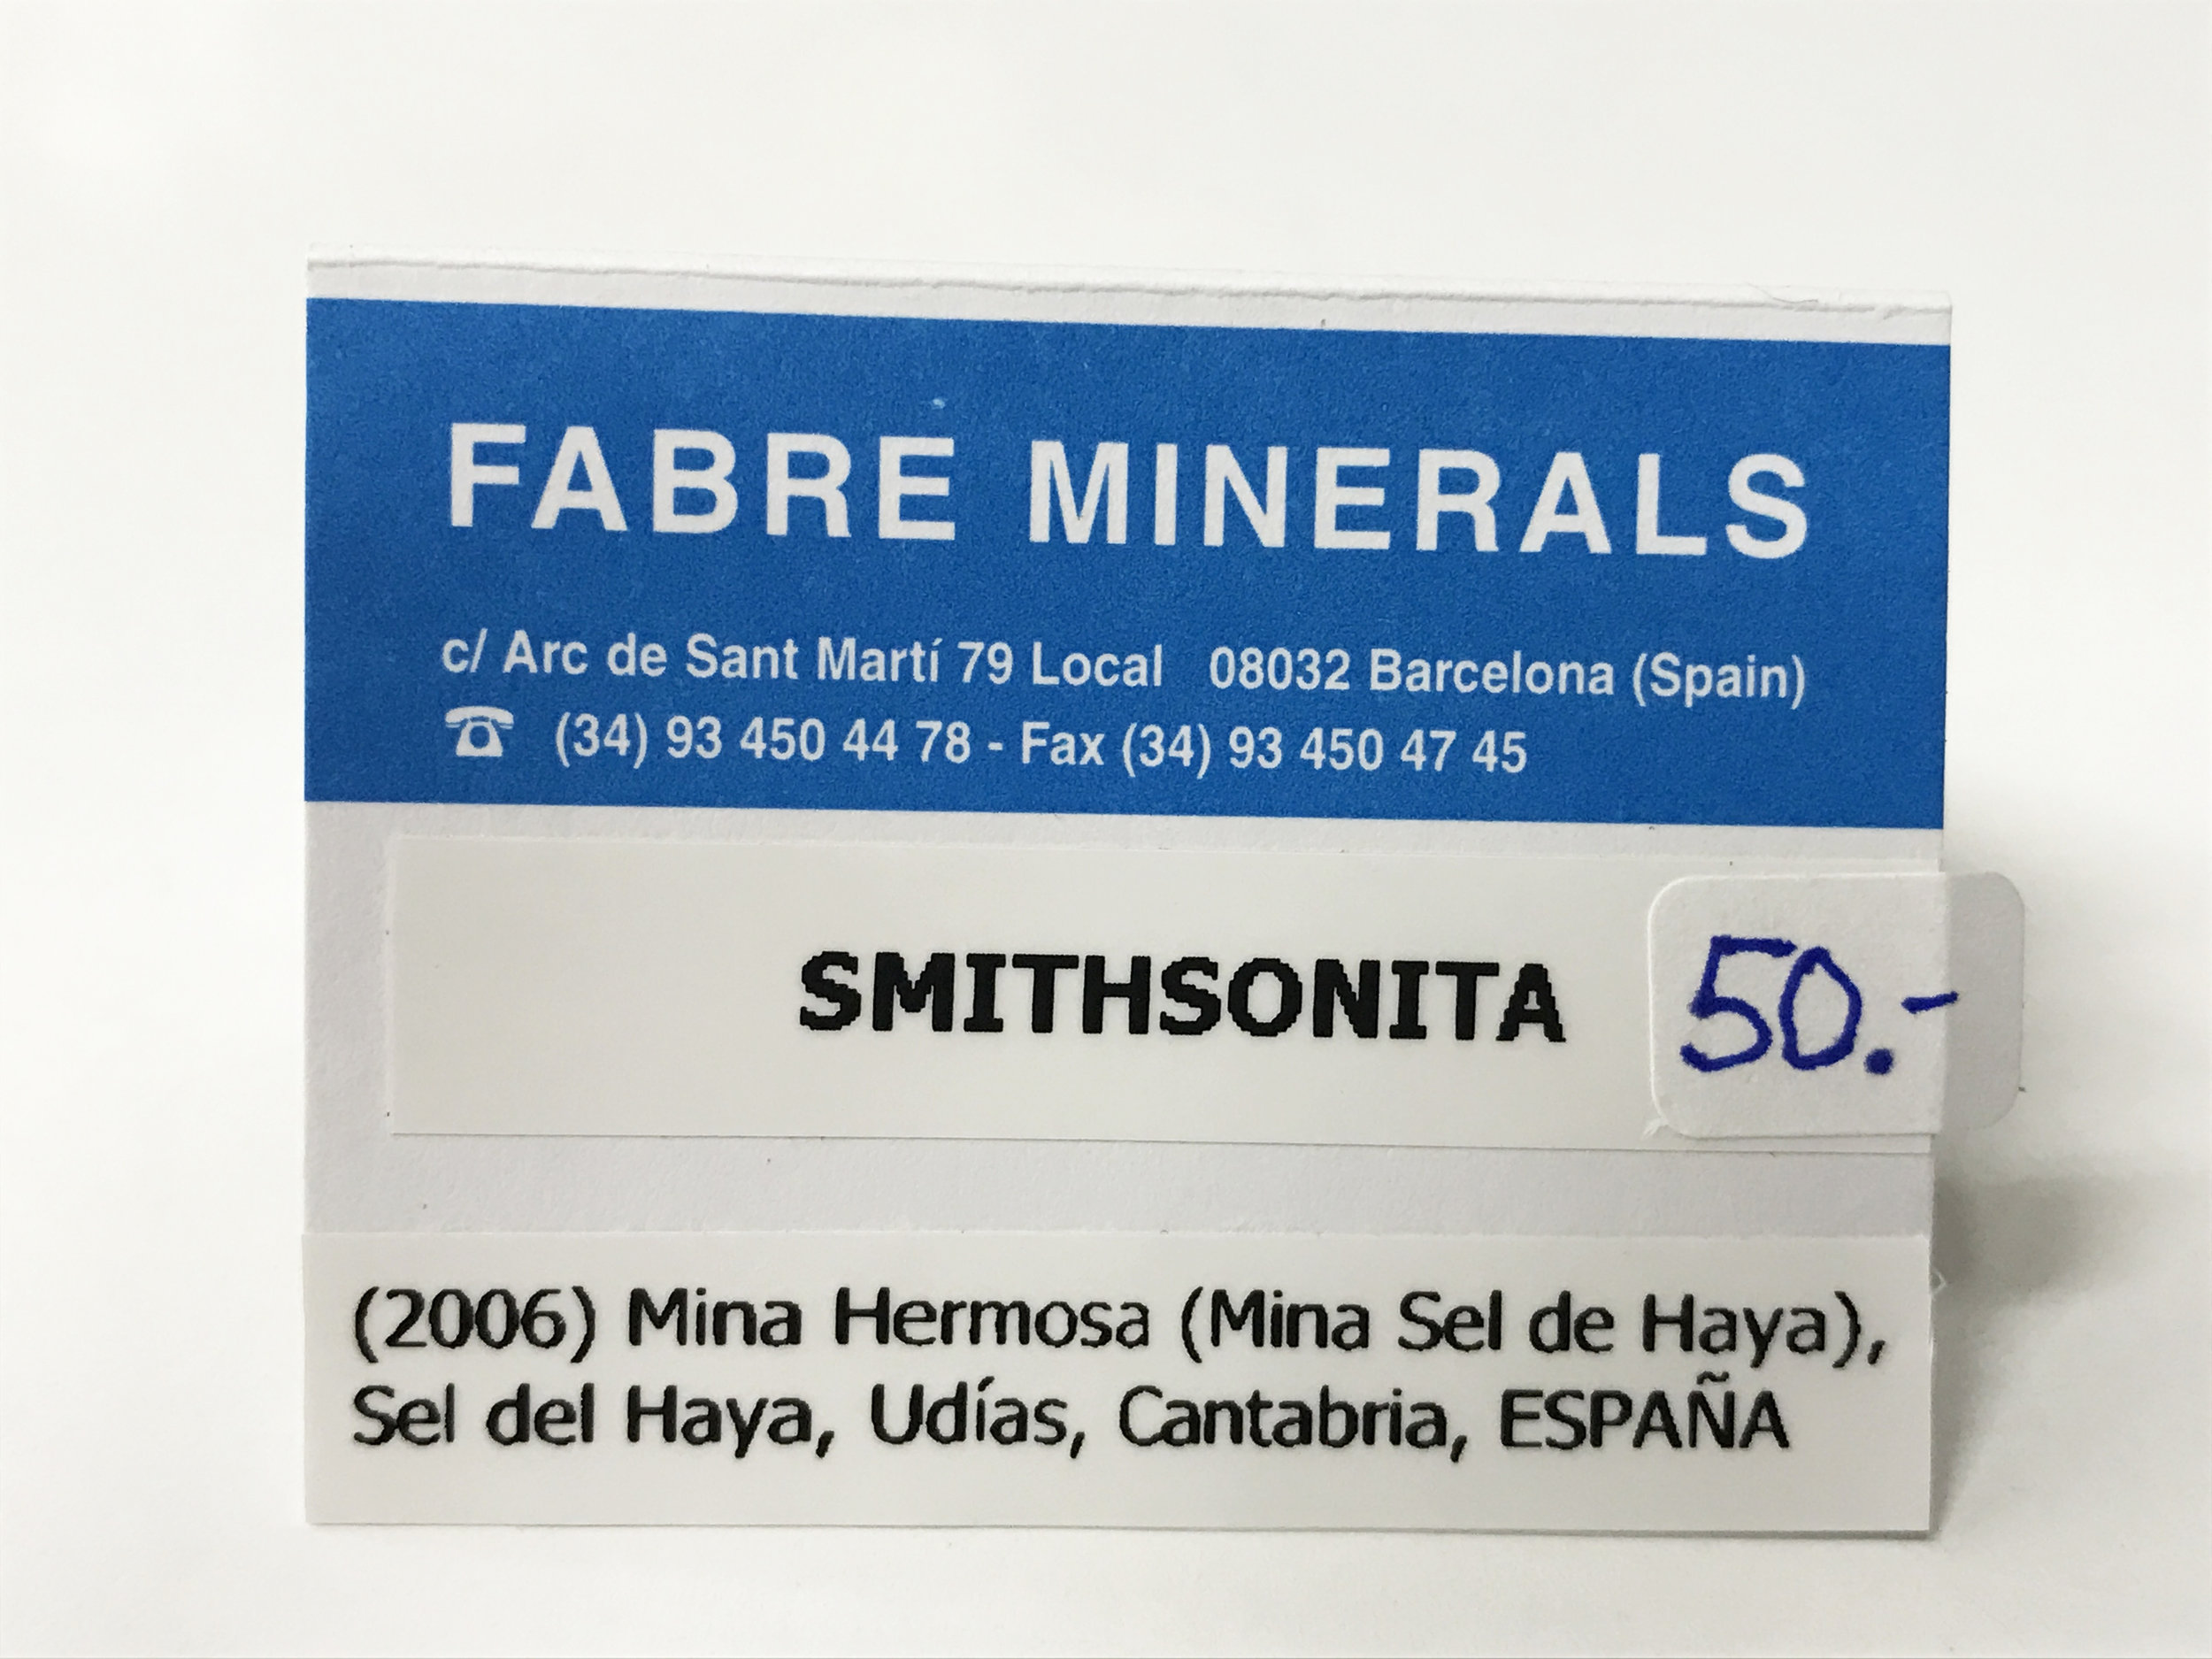 FABRE MINERALS
c/ Arc de Sant Martí 79 Local 08032 Barcelona (Spain)
☎ (34) 93 450 44 78 - Fax (34) 93 450 47 45
SMITHSONITA
50.-
(2006) Mina Hermosa (Mina Sel de Haya),
Sel del Haya, Udías, Cantabria, ESPAÑA